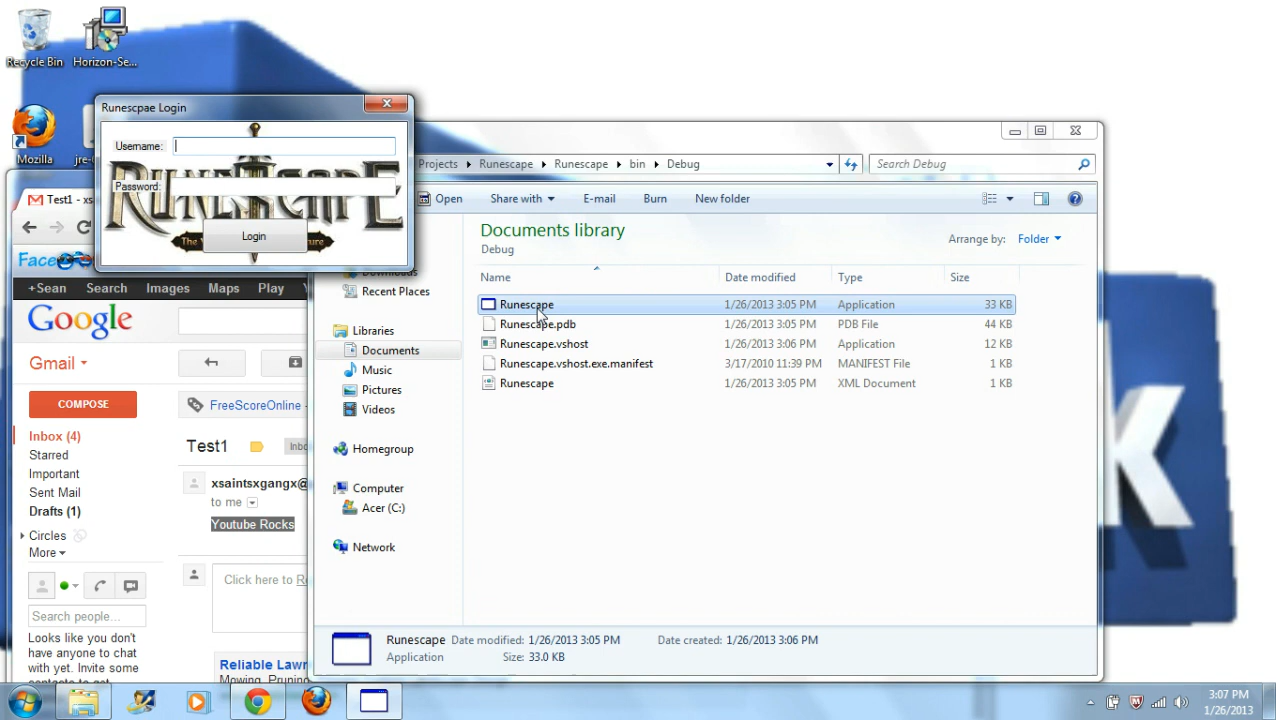 Recycle Bin
Horizon-Se...
Mozilla
Runescpae Login
Username:
Password:
RUNESCAPE
Login
Projects Runescape Runescape bin Debug
Search Debug
Open Share with E-mail Burn New folder
Documents library
Debug
Arrange by: Folder
Name Date modified Type Size
Runescape 1/26/2013 3:05 PM Application 33 KB
Runescape.pdb 1/26/2013 3:05 PM PDB File 44 KB
Runescape.vshost 1/26/2013 3:06 PM Application 12 KB
Runescape.vshost.exe.manifest 3/17/2010 11:39 PM MANIFEST File 1 KB
Runescape 1/26/2013 3:05 PM XML Document 1 KB
Downloads
Recent Places
Libraries
Documents
Music
Pictures
Videos
Homegroup
Computer
Acer (C:)
Network
Runescape Date modified: 1/26/2013 3:05 PM Date created: 1/26/2013 3:06 PM
Application Size: 33.0 KB
Test1 - xs
+Sean Search Images Maps Play
Google
Gmail
COMPOSE
FreeScoreOnline
Inbox (4)
Starred
Important
Sent Mail
Drafts (1)
Circles
More
Search people...
Looks like you don't
have anyone to chat
with yet. Invite some
Test1
xsaintsxgangx@
to me
Youtube Rocks
Click here to
Reliable Lawn
Mowing, Pruning
3:07 PM
1/26/2013